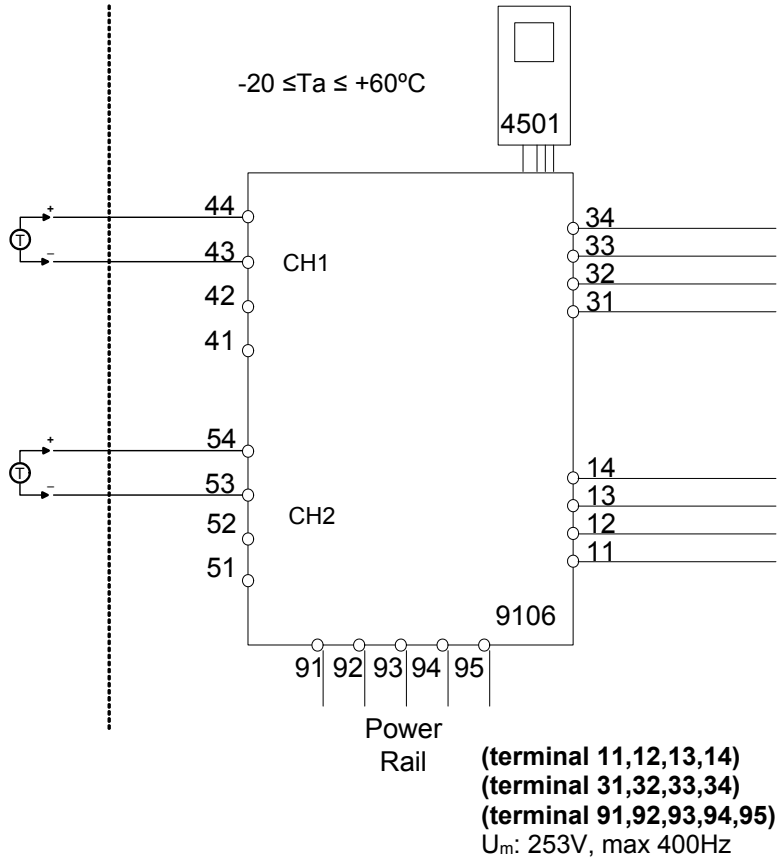 -20 ≤Ta ≤ +60ºC
4501
44
43
42
41
CH1
+
T
–
34
33
32
31
54
53
52
51
CH2
+
T
–
14
13
12
11
9106
91 92 93 94 95
Power
Rail
(terminal 11,12,13,14)
(terminal 31,32,33,34)
(terminal 91,92,93,94,95)
Um: 253V, max 400Hz